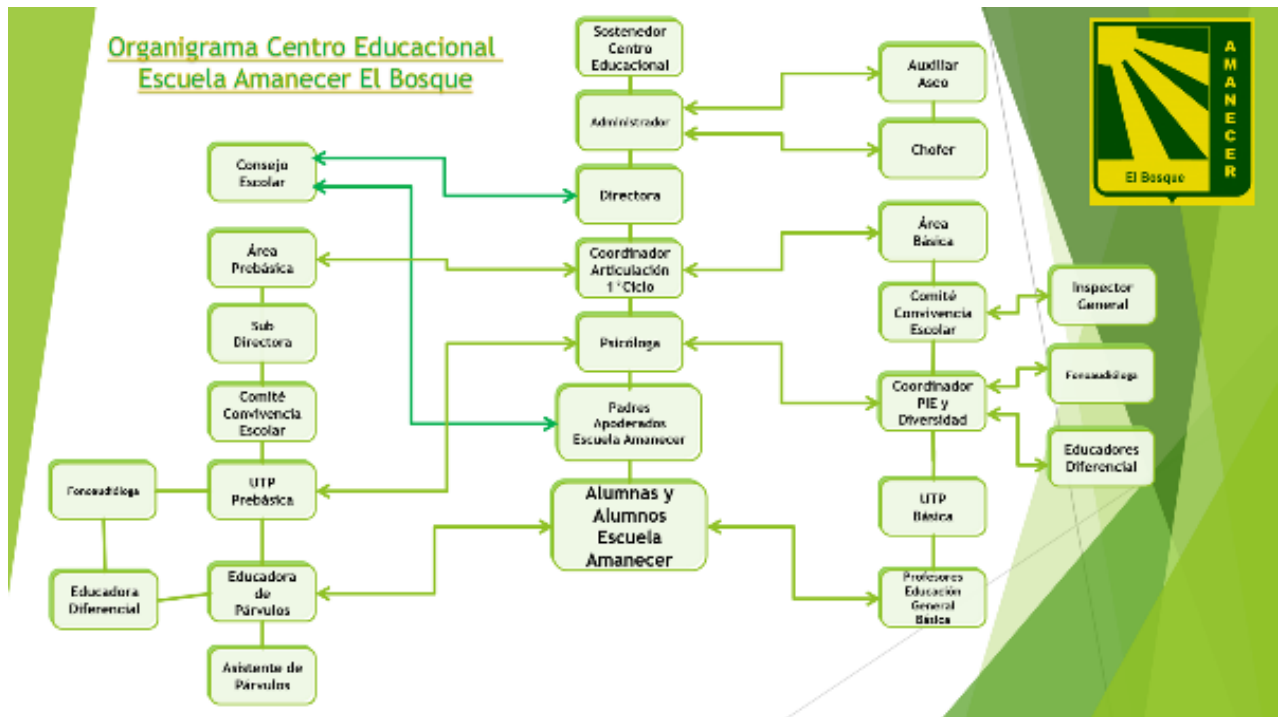 Organigrama Centro Educacional
Escuela Amanecer El Bosque
Sostenedor
Centro
Educacional
Administrador
Directora
Coordinador
Articulación
1°Ciclo
Psicóloga
Padres
Apoderados
Escuela Amanecer
Alumnas y
Alumnos
Escuela
Amanecer
Consejo
Escolar
Área
Prebásica
Sub
Directora
Comité
Convivencia
Escolar
UTP
Prebásica
Educadora
de
Párvulos
Asistente de
Párvulos
Fonoaudióloga
Educadora
Diferencial
Auxiliar
Aseo
Chofer
Área
Básica
Comité
Convivencia
Escolar
Coordinador
PIE y
Diversidad
UTP
Básica
Profesores
Educación
General
Básica
Inspector
General
Fonoaudióloga
Educadores
Diferencial
AMANECER
El Bosque